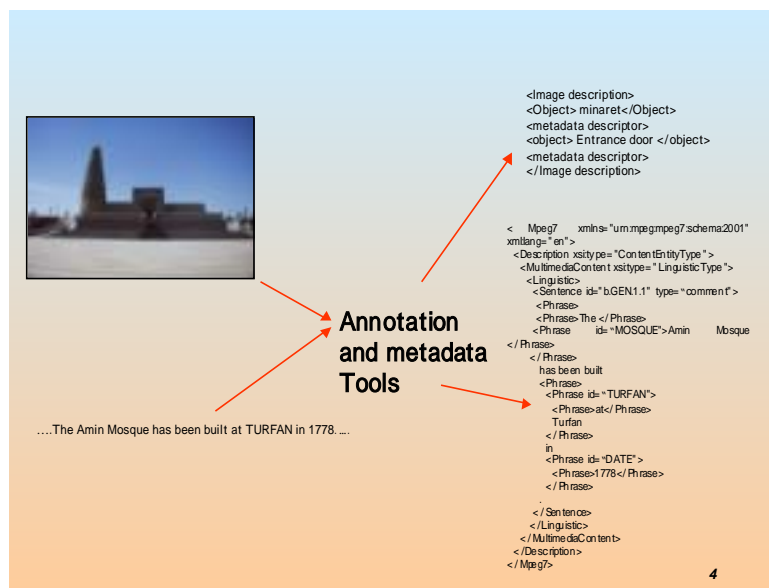 <Image description>
<Object> minaret</Object>
<metadata descriptor>
<object> Entrance door </object>
<metadata descriptor>
</Image description>
Annotation
and metadata
Tools
….The Amin Mosque has been built at TURFAN in 1778…..
< Mpeg7 xmlns="urn:mpeg:mpeg7:schema:2001"
xml:lang="en">
<Description xsi:type="ContentEntityType">
<MultimediaContent xsi:type="LinguisticType">
<Linguistic>
<Sentence id="b.GEN.1.1" type="comment">
<Phrase>
<Phrase>The </Phrase>
<Phrase id="MOSQUE">Amin Mosque
</Phrase>
</Phrase>
has been built
<Phrase>
<Phrase id="TURFAN">
<Phrase>at</Phrase>
Turfan
</Phrase>
in
<Phrase id="DATE">
<Phrase>1778</Phrase>
</Phrase>
.
</Sentence>
</Linguistic>
</MultimediaContent>
</Description>
</Mpeg7>
4